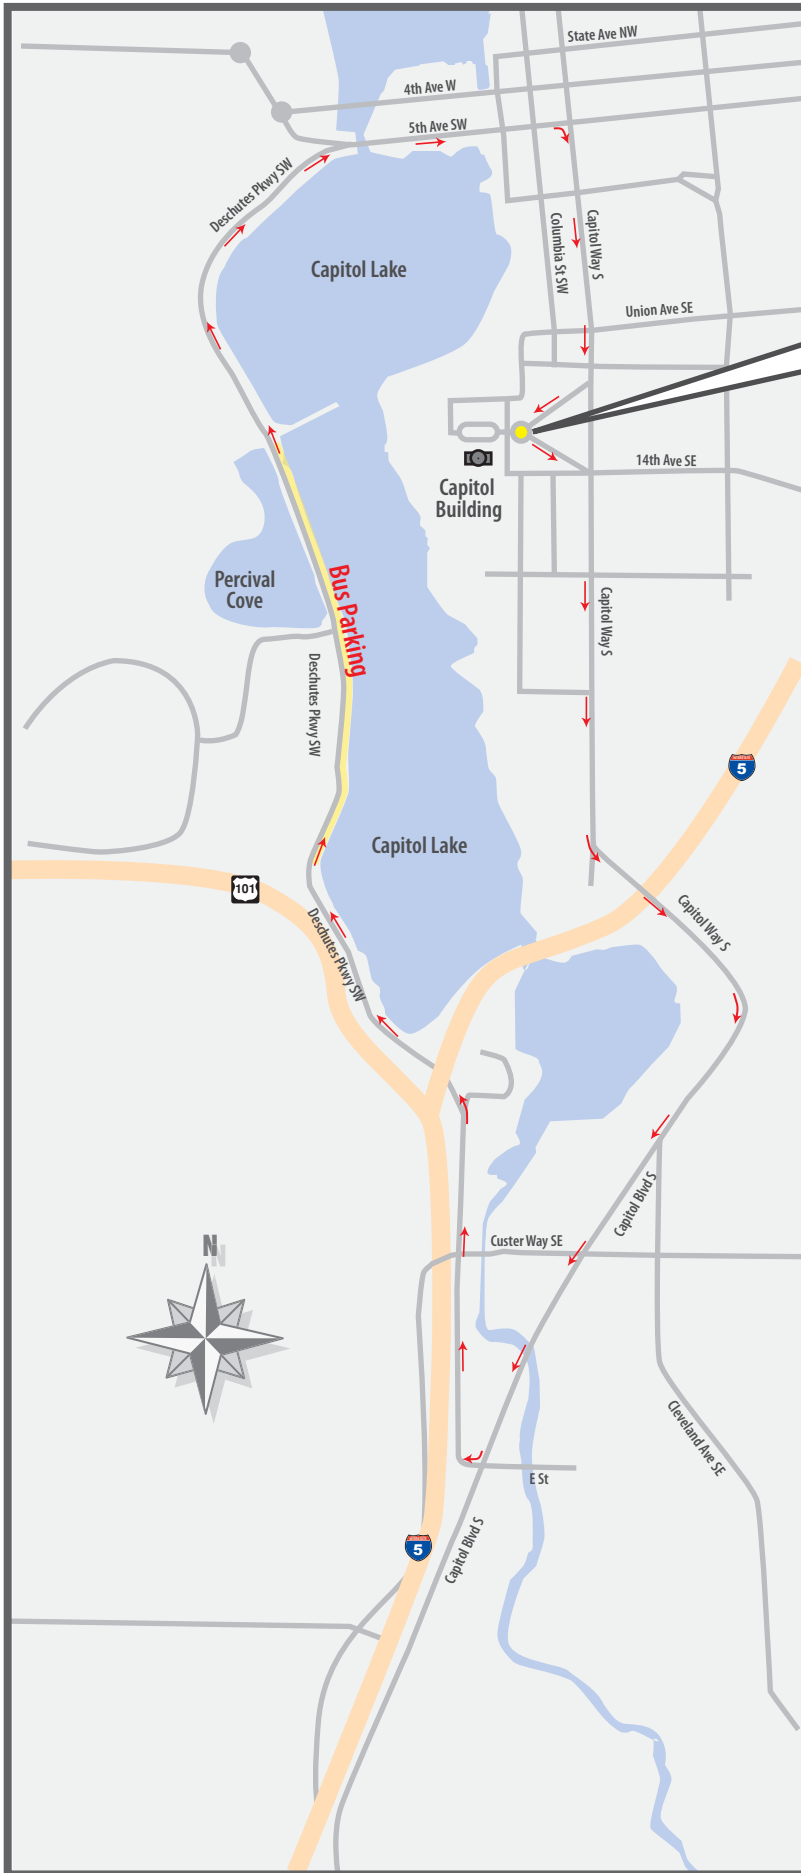 State Ave NW
4th Ave W
5th Ave SW
Deschutes Pkwy SW
Capitol Lake
Columbia St SW
Capitol Way S
Union Ave SE
14th Ave SE
Capitol
Building
Percival
Cove
Bus Parking
Capitol Way S
Deschutes Pkwy SW
5
Capitol Lake
101
Deschutes Pkwy SW
Capitol Way S
Capitol Blvd S
N
Custer Way SE
Cleveland Ave SE
E St
5
Capitol Blvd S